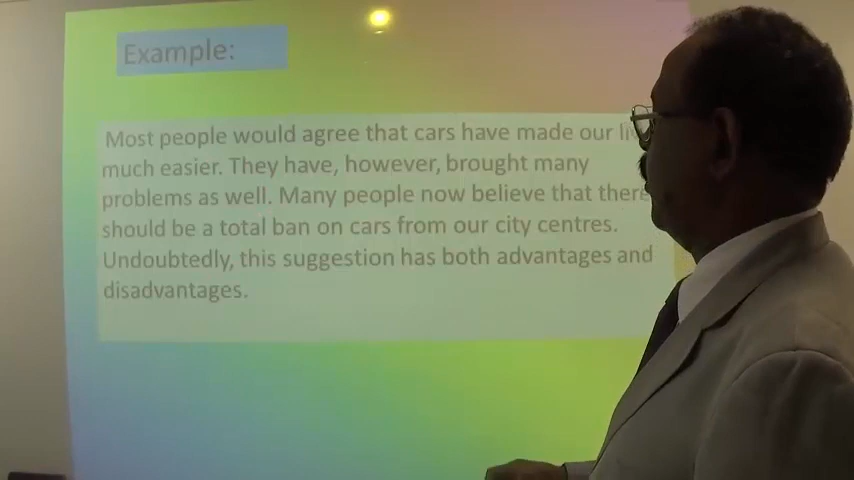 Example:
Most people would agree that cars have made our
much easier. They have, however, brought many
problems as well. Many people now believe that there
should be a total ban on cars from our city centres.
Undoubtedly, this suggestion has both advantages and
disadvantages.